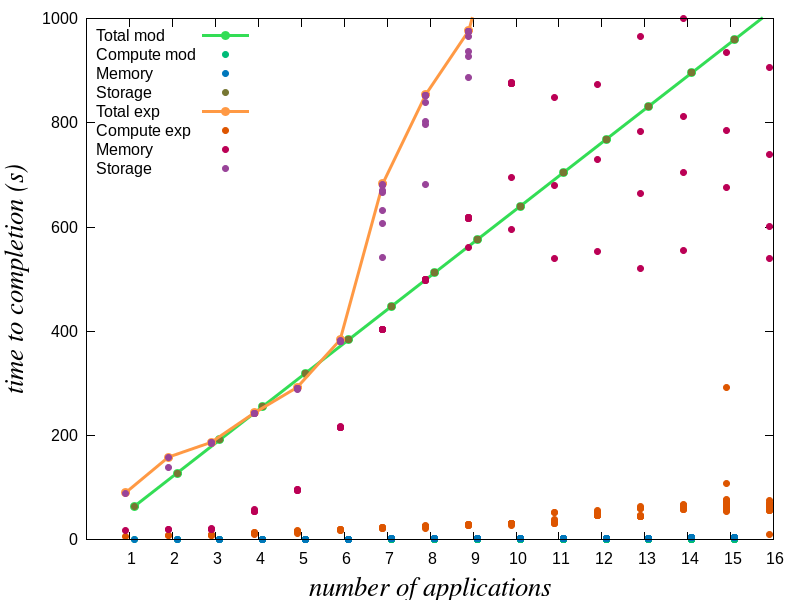 1000
800
600
400
200
0
time to completion (s)
Total mod
Compute mod
Memory
Storage
Total exp
Compute exp
Memory
Storage
1 2 3 4 5 6 7 8 9 10 11 12 13 14 15 16
number of applications